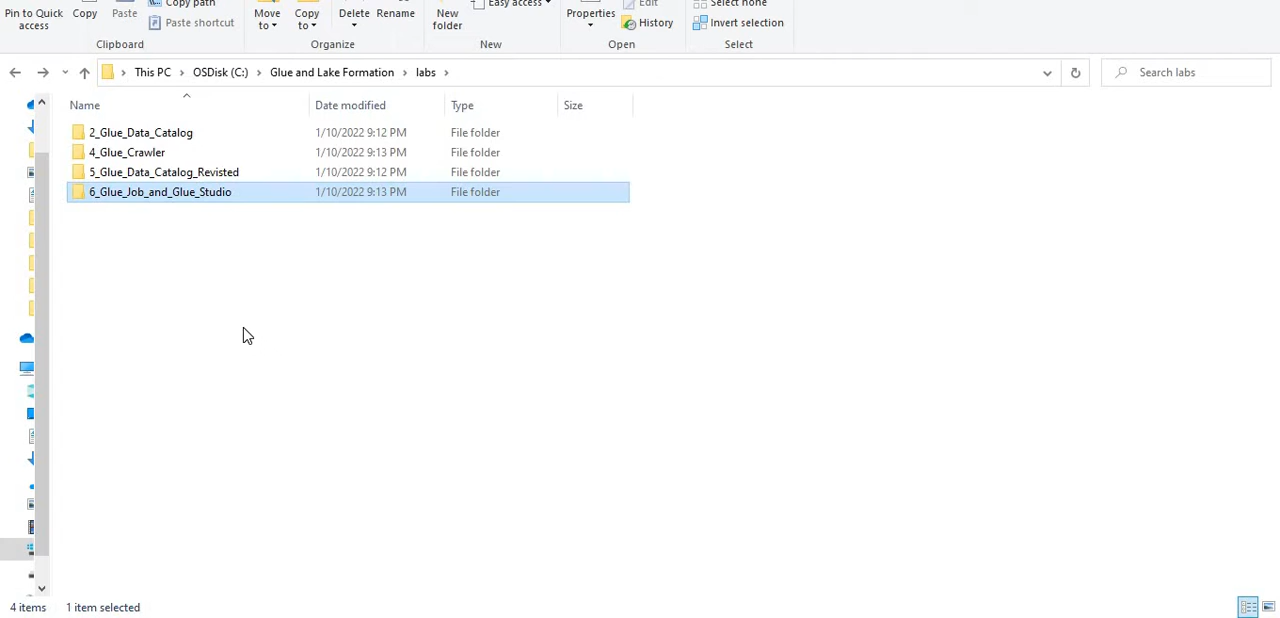 Copy path
Edit
Select none
Easy access
Pin to Quick access
Copy
Paste
Paste shortcut
Move to
Copy to
Delete
Rename
New folder
Properties
History
Invert selection
Clipboard
Organize
New
Open
Select
This PC > OSDisk (C:) > Glue and Lake Formation > labs >
Search labs
Name Date modified Type Size
2_Glue_Data_Catalog 1/10/2022 9:12 PM File folder
4_Glue_Crawler 1/10/2022 9:13 PM File folder
5_Glue_Data_Catalog_Revisted 1/10/2022 9:12 PM File folder
6_Glue_Job_and_Glue_Studio 1/10/2022 9:13 PM File folder
4 items 1 item selected